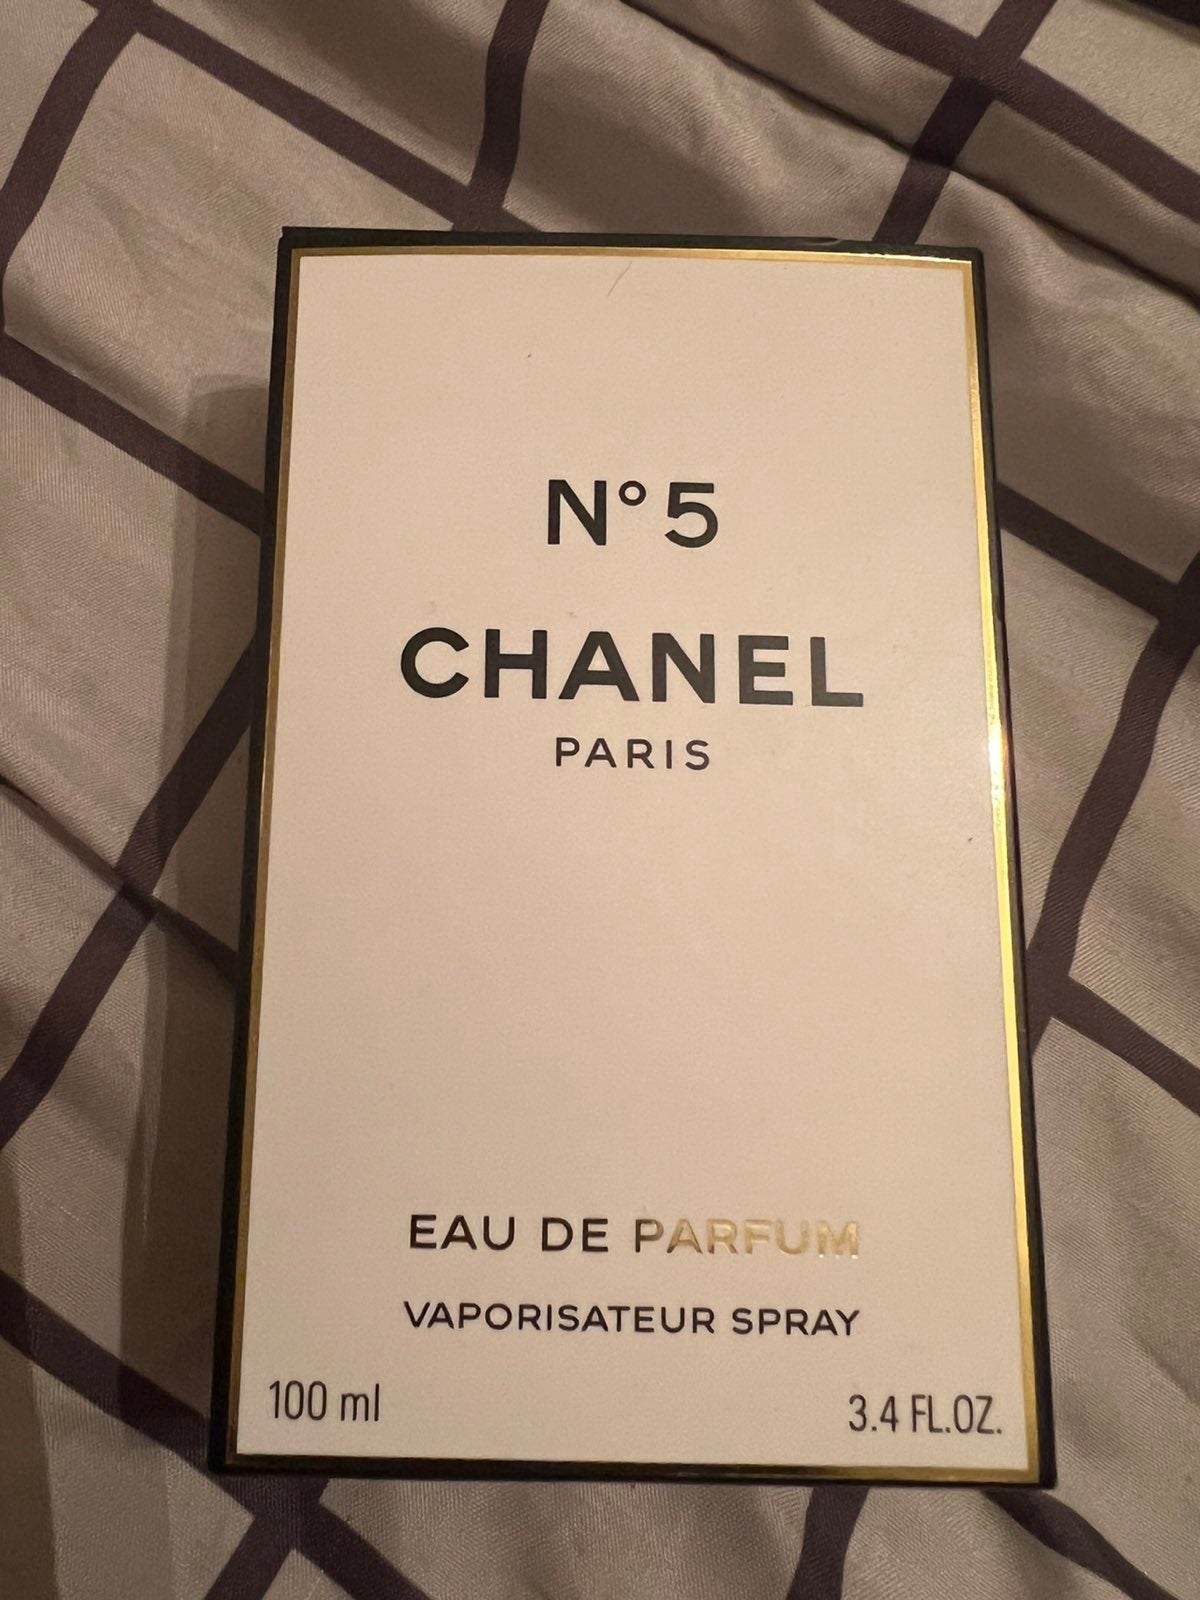 N°5
CHANEL
PARIS
EAU DE PARFUM
VAPORISATEUR SPRAY
100 ml
3.4 FL.OZ.